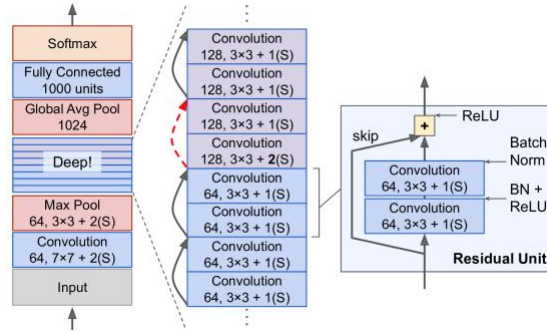 Softmax
Fully Connected
1000 units
Global Avg Pool
1024
Deep!
Max Pool
64, 3×3 + 2(S)
Convolution
64, 7×7 + 2(S)
Input
Convolution
128, 3×3 + 1(S)
Convolution
128, 3×3 + 1(S)
Convolution
128, 3×3 + 1(S)
Convolution
128, 3×3 + 2(S)
Convolution
64, 3×3 + 1(S)
Convolution
64, 3×3 + 1(S)
Convolution
64, 3×3 + 1(S)
Convolution
64, 3×3 + 1(S)
skip
+
ReLU
Batch
Norm
Convolution
64, 3×3 + 1(S)
BN +
ReLU
Convolution
64, 3×3 + 1(S)
Residual Unit